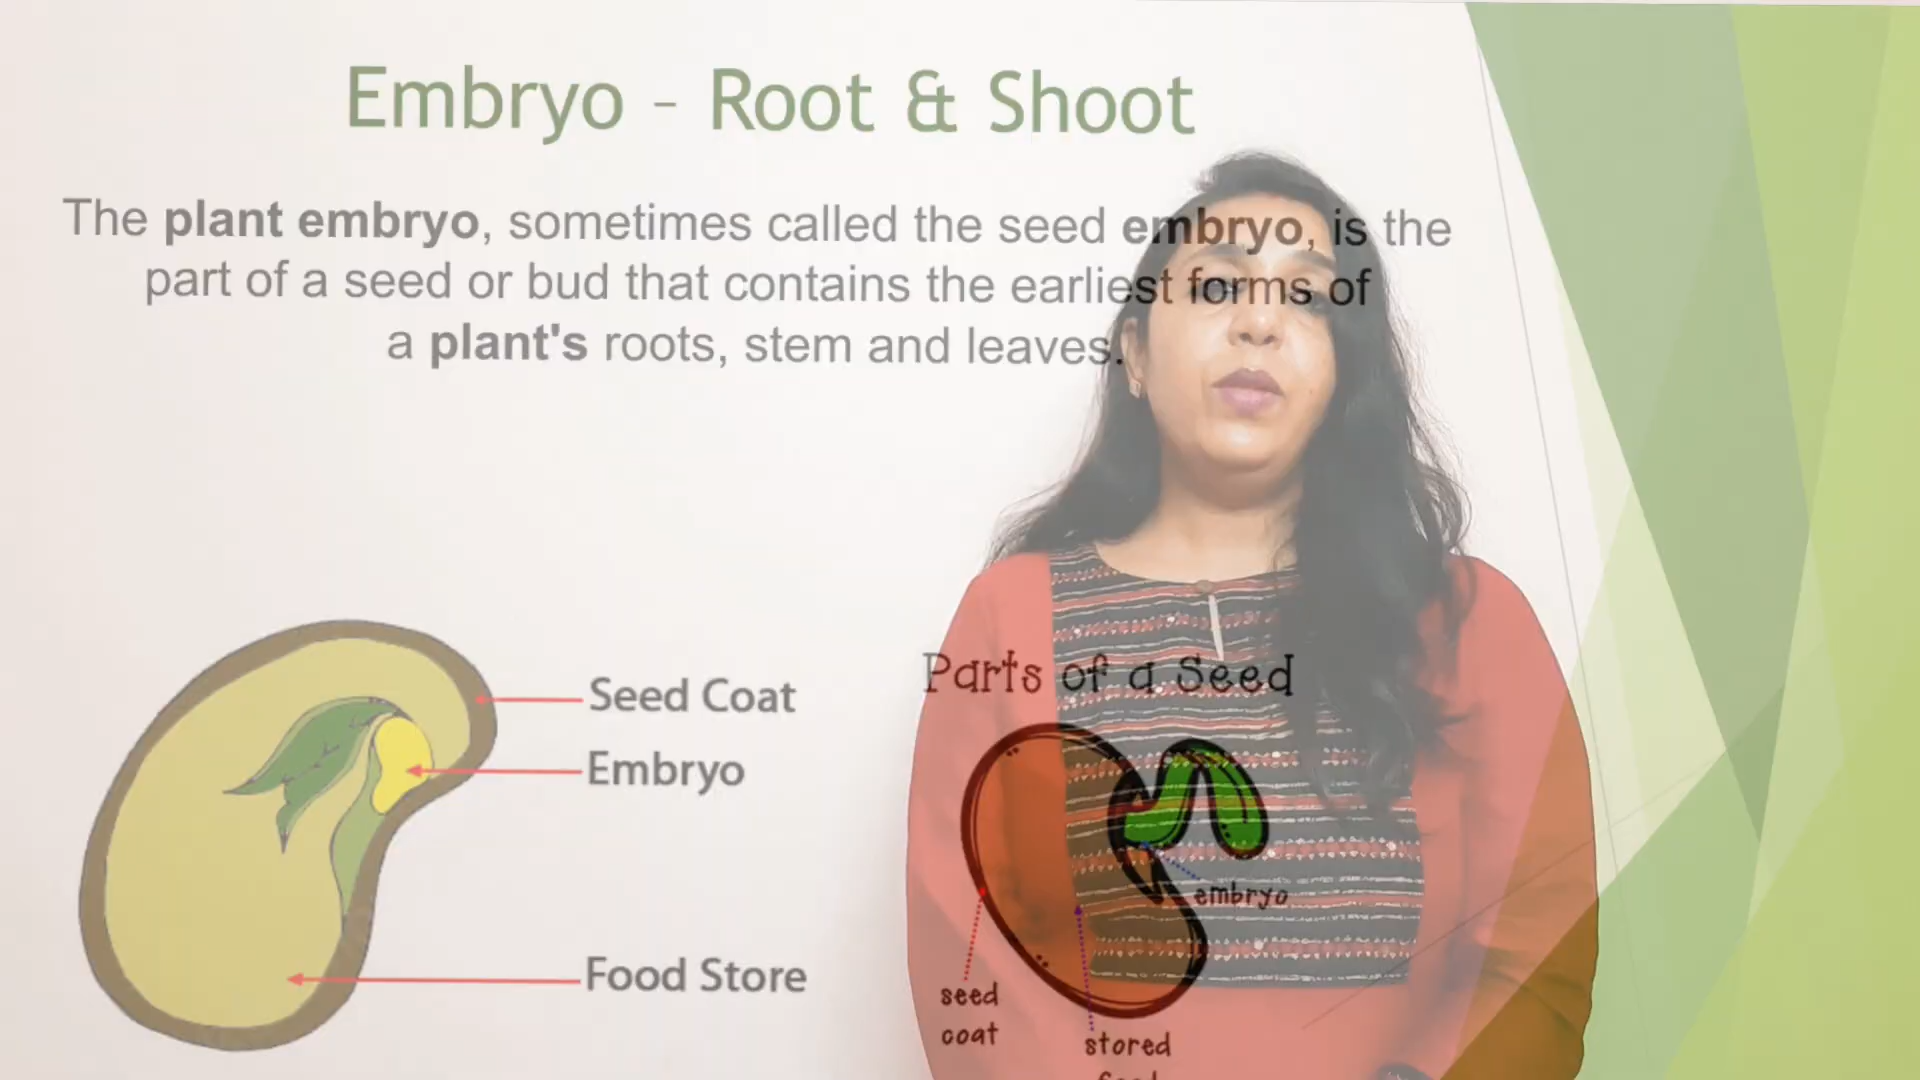 Embryo - Root & Shoot
The plant embryo, sometimes called the seed embryo, is the
part of a seed or bud that contains the earliest forms of
a plant's roots, stem and leaves.
Seed Coat
Embryo
Food Store
Parts of a Seed
embryo
seed
coat
stored